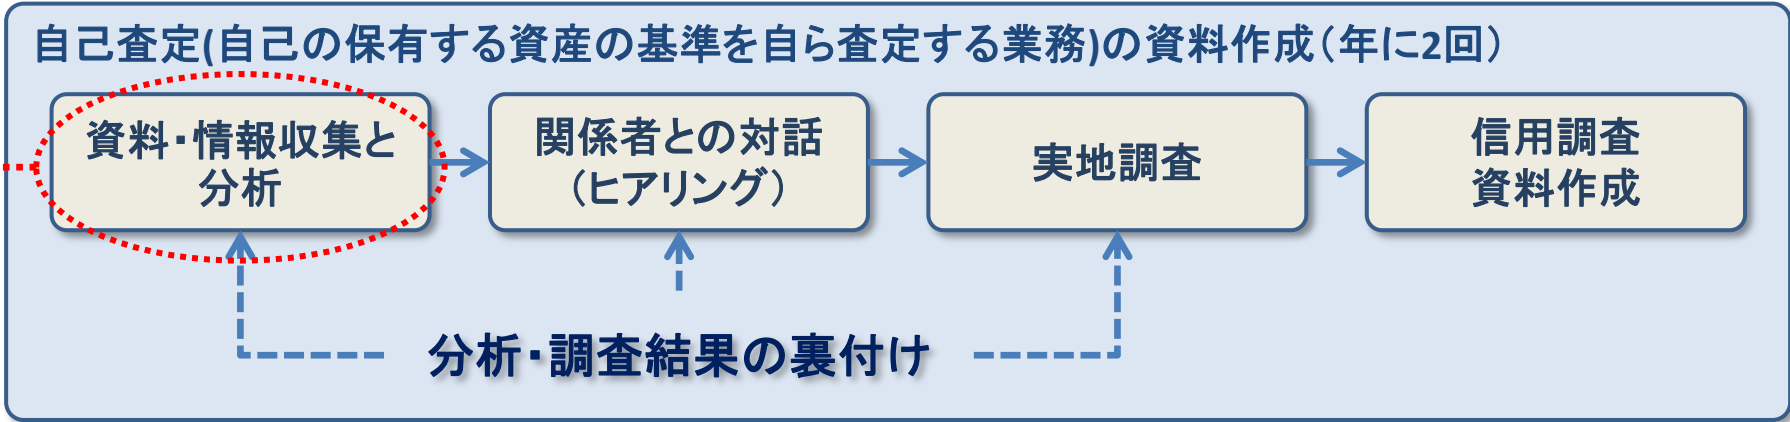 自己査定(自己の保有する資産の基準を自ら査定する業務)の資料作成（年に2回）
資料・情報収集と
分析
関係者との対話
（ヒアリング）
実地調査
信用調査
資料作成
分析・調査結果の裏付け